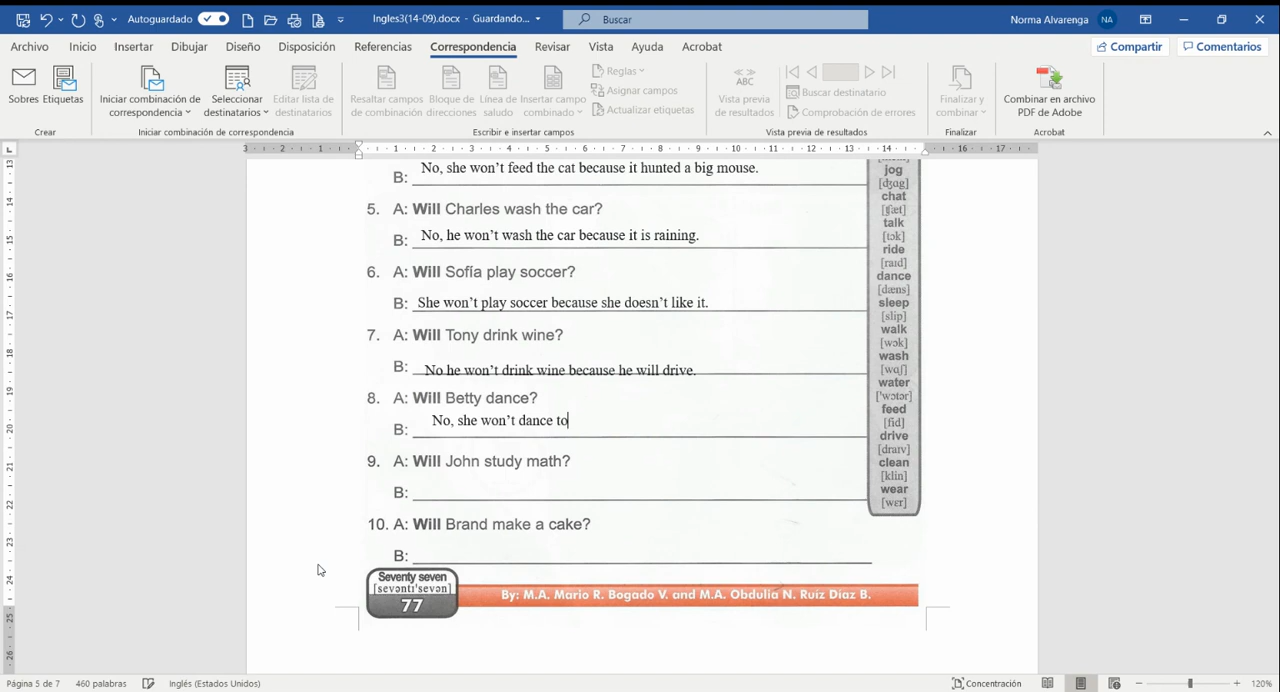 Autoguardado
Ingles3(14-09).docx - Guardando...
Buscar
Norma Alvarenga
NA
Archivo Inicio Insertar Dibujar Diseño Disposición Referencias Correspondencia Revisar Vista Ayuda Acrobat
Compartir
Comentarios
Sobres
Etiquetas
Iniciar combinación de
correspondencia
Seleccionar
destinatarios
Editar lista de
destinatarios
Resaltar campos
de combinación
Bloque de
direcciones
Línea de
saludo
Insertar campo
combinado
Reglas
Asignar campos
Actualizar etiquetas
ABC
Vista previa
de resultados
Buscar destinatario
Comprobación de errores
Finalizar y
combinar
Combinar en archivo
PDF de Adobe
Crear
Iniciar combinación de correspondencia
Escribir e insertar campos
Vista previa de resultados
Finalizar
Acrobat
No, she won't feed the cat because it hunted a big mouse.
B:
5. A: Will Charles wash the car?
No, he won't wash the car because it is raining.
B:
6. A: Will Sofía play soccer?
B: She won't play soccer because she doesn't like it.
7. A: Will Tony drink wine?
B: No he won't drink wine because he will drive.
8. A: Will Betty dance?
No, she won't dance to
B:
9. A: Will John study math?
B:
10. A: Will Brand make a cake?
B:
jog
[dʒɑg]
chat
[ʧæt]
talk
[tɔk]
ride
[raɪd]
dance
[dæns]
sleep
[slip]
walk
[wɔk]
wash
[wɑʃ]
water
['wɔtər]
feed
[fid]
drive
[draɪv]
clean
[klin]
wear
[wɛr]
Seventy seven
[sevəntɪ'sevən]
77
By: M.A. Mario R. Bogado V. and M.A. Obdulia N. Ruíz Díaz B.
Página 5 de 7
460 palabras
Inglés (Estados Unidos)
Concentración
120%